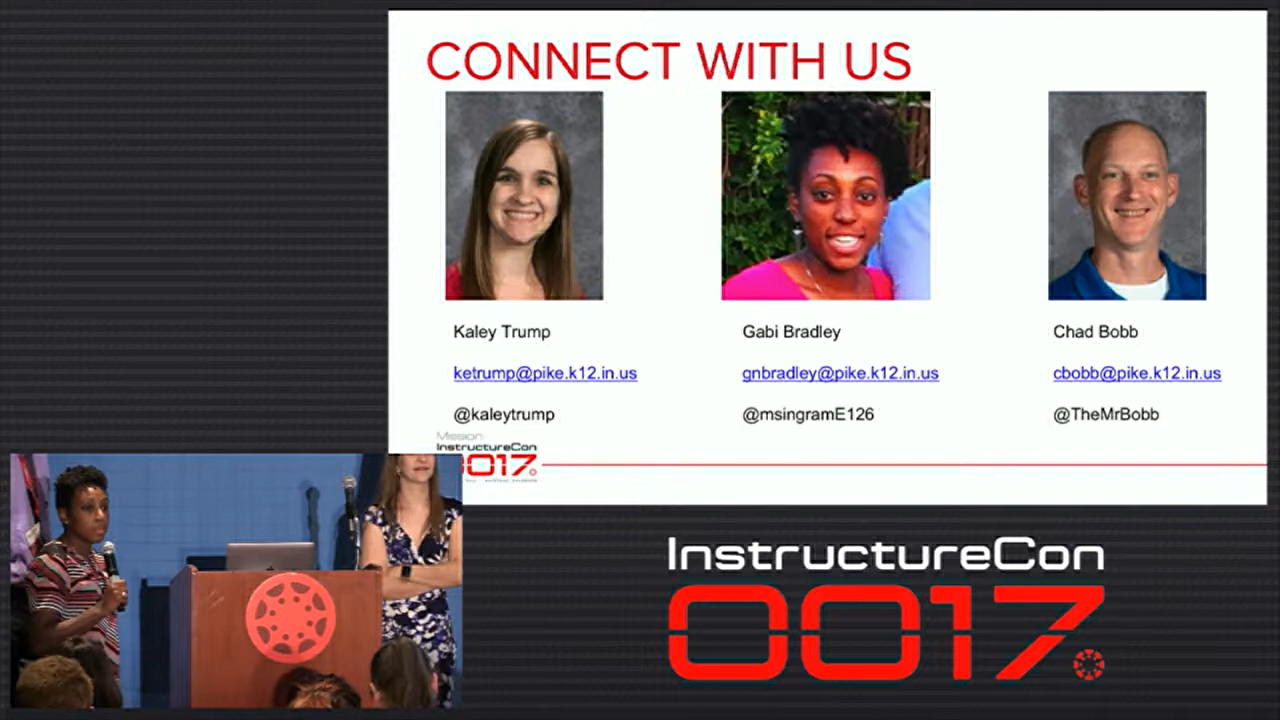 CONNECT WITH US
Kaley Trump
Gabi Bradley
Chad Bobb
ketrump@pike.k12.in.us
gnbradley@pike.k12.in.us
cbobb@pike.k12.in.us
@kaleytrump
@msingramE126
@TheMrBobb
Mission:
InstructureCon
0017
InstructureCon
0017